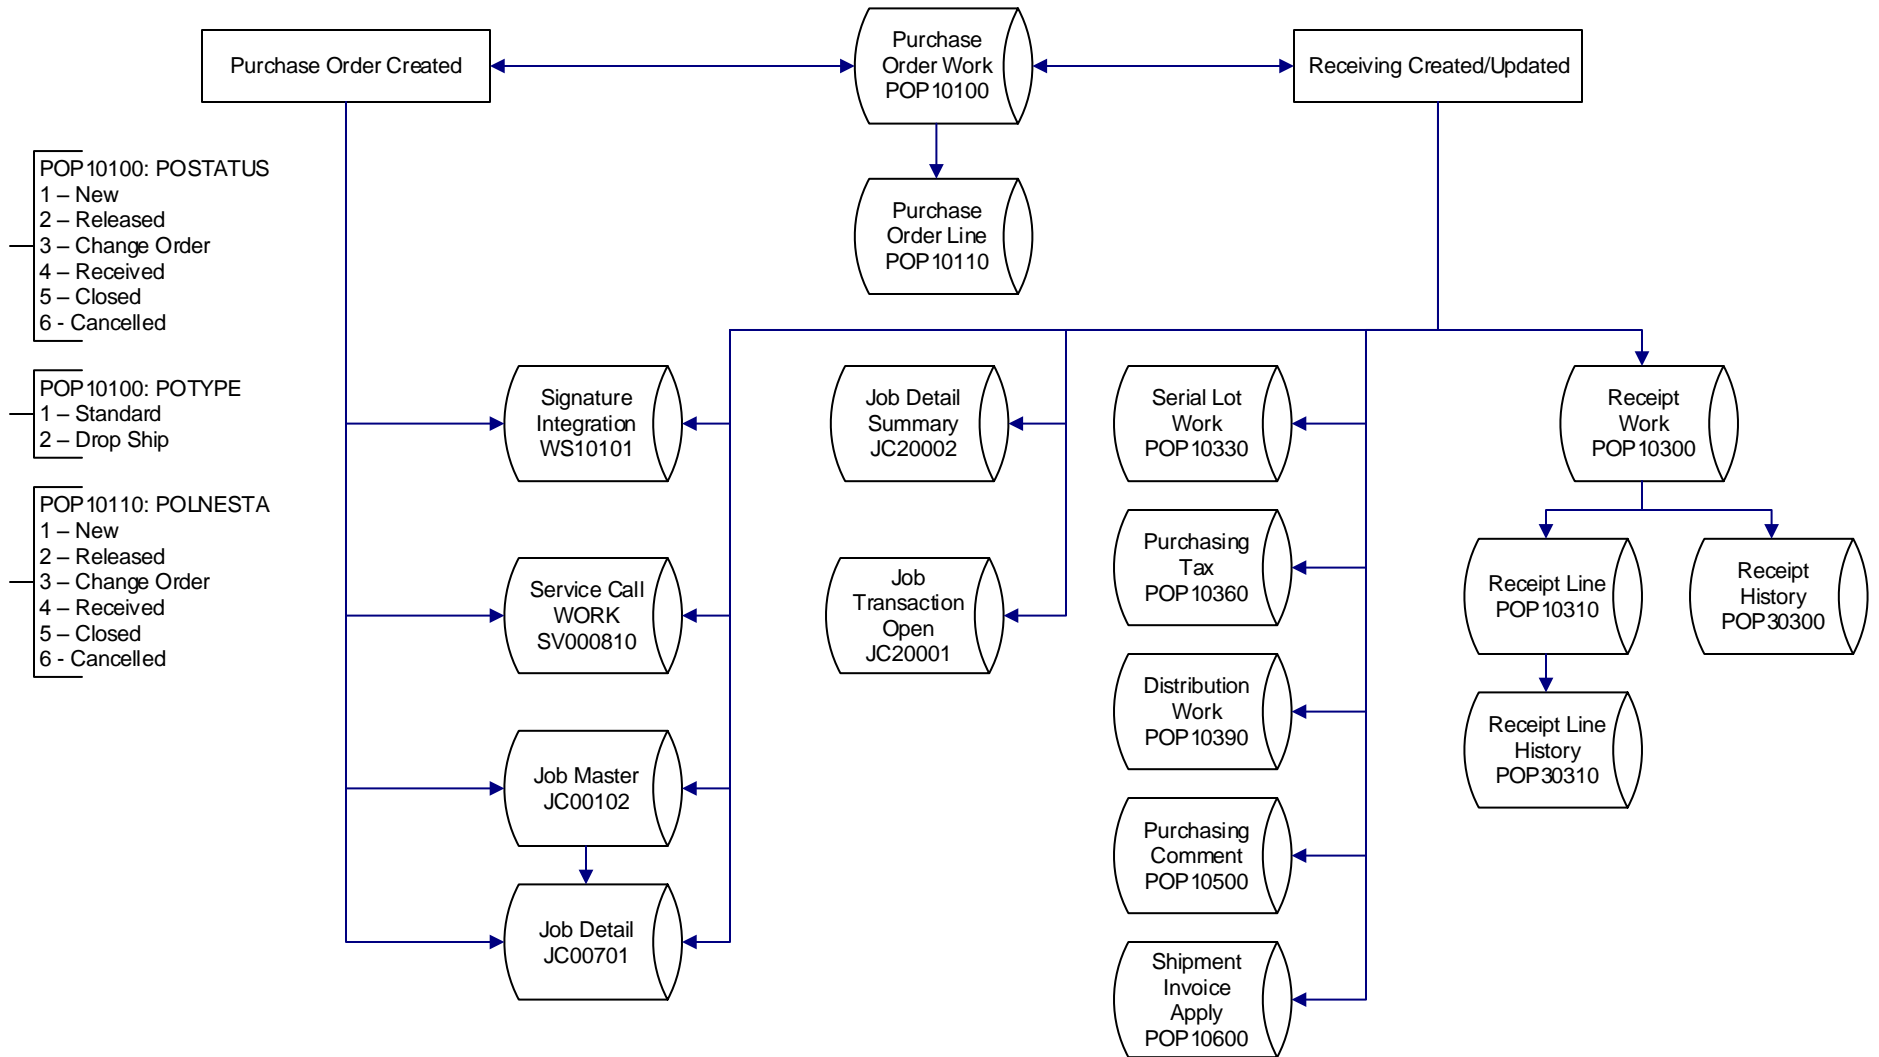 Purchase Order Created
Purchase
Order Work
POP10100
Receiving Created/Updated
POP10100: POSTATUS
1 – New
2 – Released
3 – Change Order
4 – Received
5 – Closed
6 - Cancelled
Purchase
Order Line
POP10110
POP10100: POTYPE
1 – Standard
2 – Drop Ship
POP10110: POLNESTA
1 – New
2 – Released
3 – Change Order
4 – Received
5 – Closed
6 - Cancelled
Signature
Integration
WS10101
Service Call
WORK
SV000810
Job Master
JC00102
Job Detail
JC00701
Job Detail
Summary
JC20002
Job
Transaction
Open
JC20001
Serial Lot
Work
POP10330
Purchasing
Tax
POP10360
Distribution
Work
POP10390
Purchasing
Comment
POP10500
Shipment
Invoice
Apply
POP10600
Receipt
Work
POP10300
Receipt Line
POP10310
Receipt
History
POP30300
Receipt Line
History
POP30310